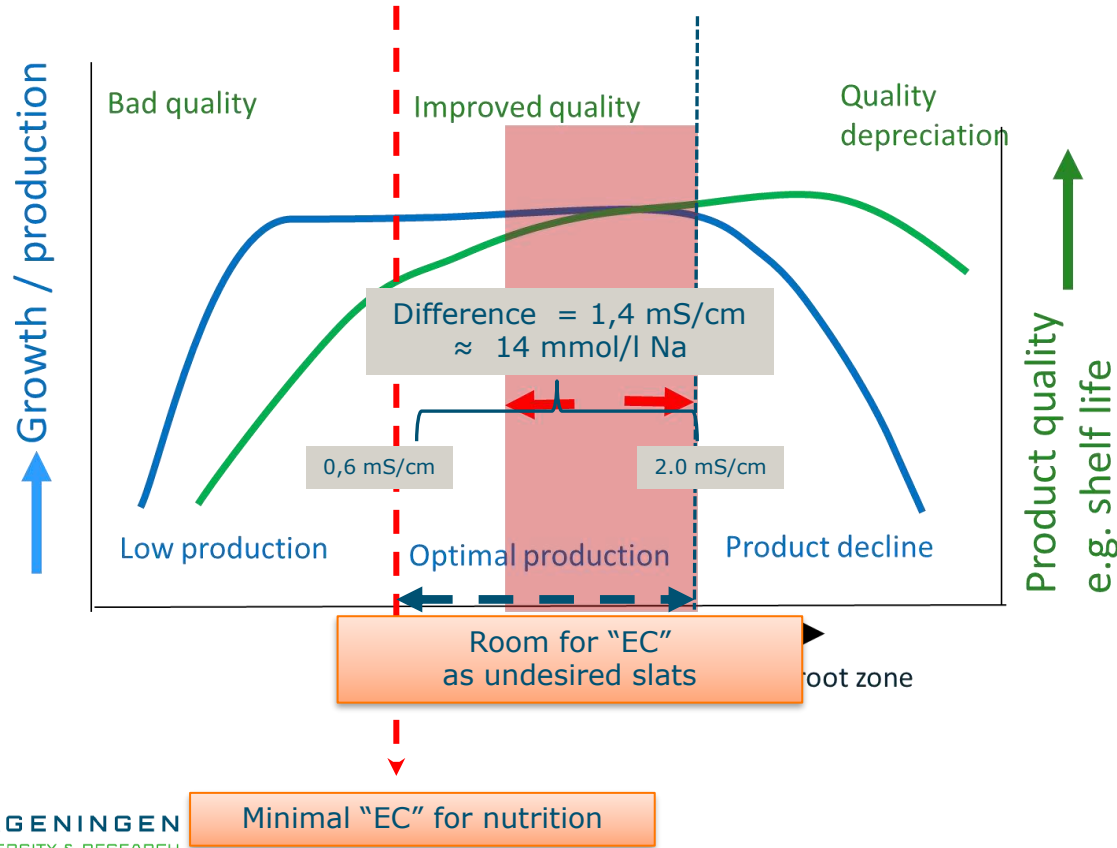 Bad quality
Improved quality
Quality
depreciation
Growth / production
Difference = 1,4 mS/cm
≈ 14 mmol/l Na
0,6 mS/cm
2.0 mS/cm
Low production
Optimal production
Product decline
Product quality
e.g. shelf life
Room for “EC”
as undesired slats
root zone
Minimal “EC” for nutrition
GENINGEN
ERSITY & RESEARCH